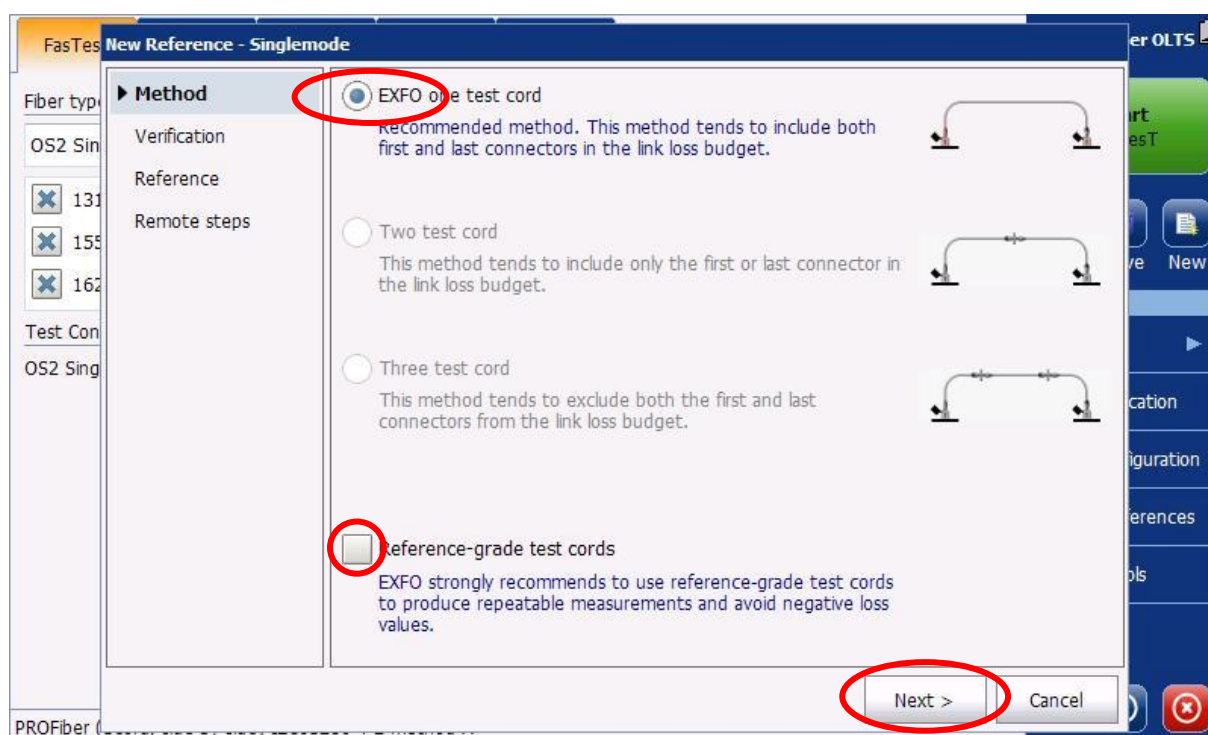 FasTes
New Reference - Singlemode
er OLTS
Fiber type
OS2 Sin
131
155
162
Test Con
OS2 Sing
Method
Verification
Reference
Remote steps
EXFO one test cord
Recommended method. This method tends to include both
first and last connectors in the link loss budget.
Two test cord
This method tends to include only the first or last connector in
the link loss budget.
Three test cord
This method tends to exclude both the first and last
connectors from the link loss budget.
Reference-grade test cords
EXFO strongly recommends to use reference-grade test cords
to produce repeatable measurements and avoid negative loss
values.
Next >
Cancel
art
esT
ve
New
cation
iguration
erences
ols
PROFiber (